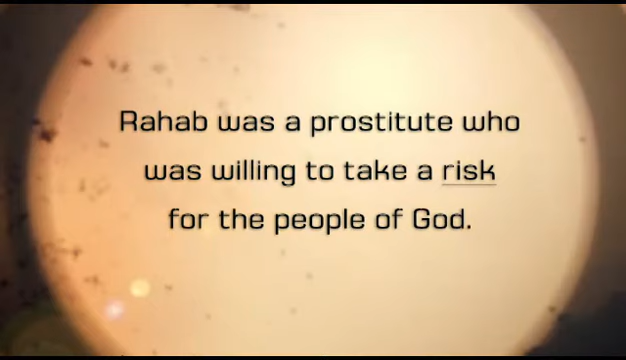 Rahab was a prostitute who
was willing to take a risk
for the people of God.